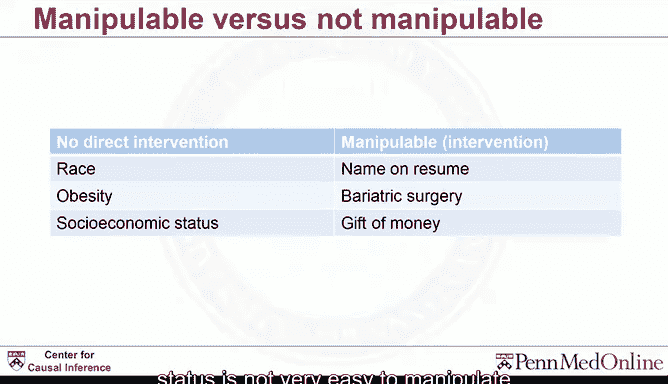 Manipulable versus not manipulable
No direct intervention Manipulable (intervention)
Race Name on resume
Obesity Bariatric surgery
Socioeconomic status Gift of money
Center for
Causal Inference
PennMedOnline
status is not very easy to manipulate